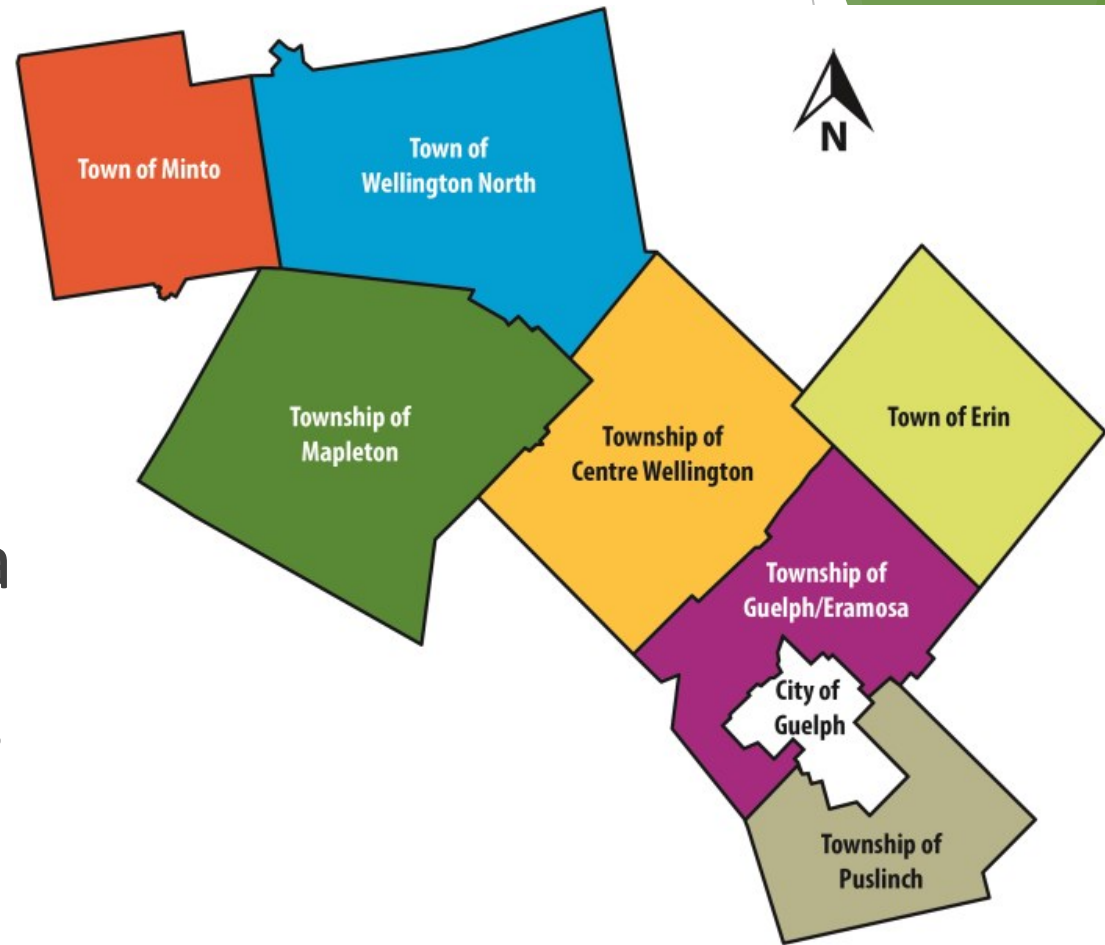 N
Town of Minto
Town of
Wellington North
Township of
Mapleton
Township of
Centre Wellington
Town of Erin
Township of
Guelph/Eramosa
City of
Guelph
Township of
Puslinch